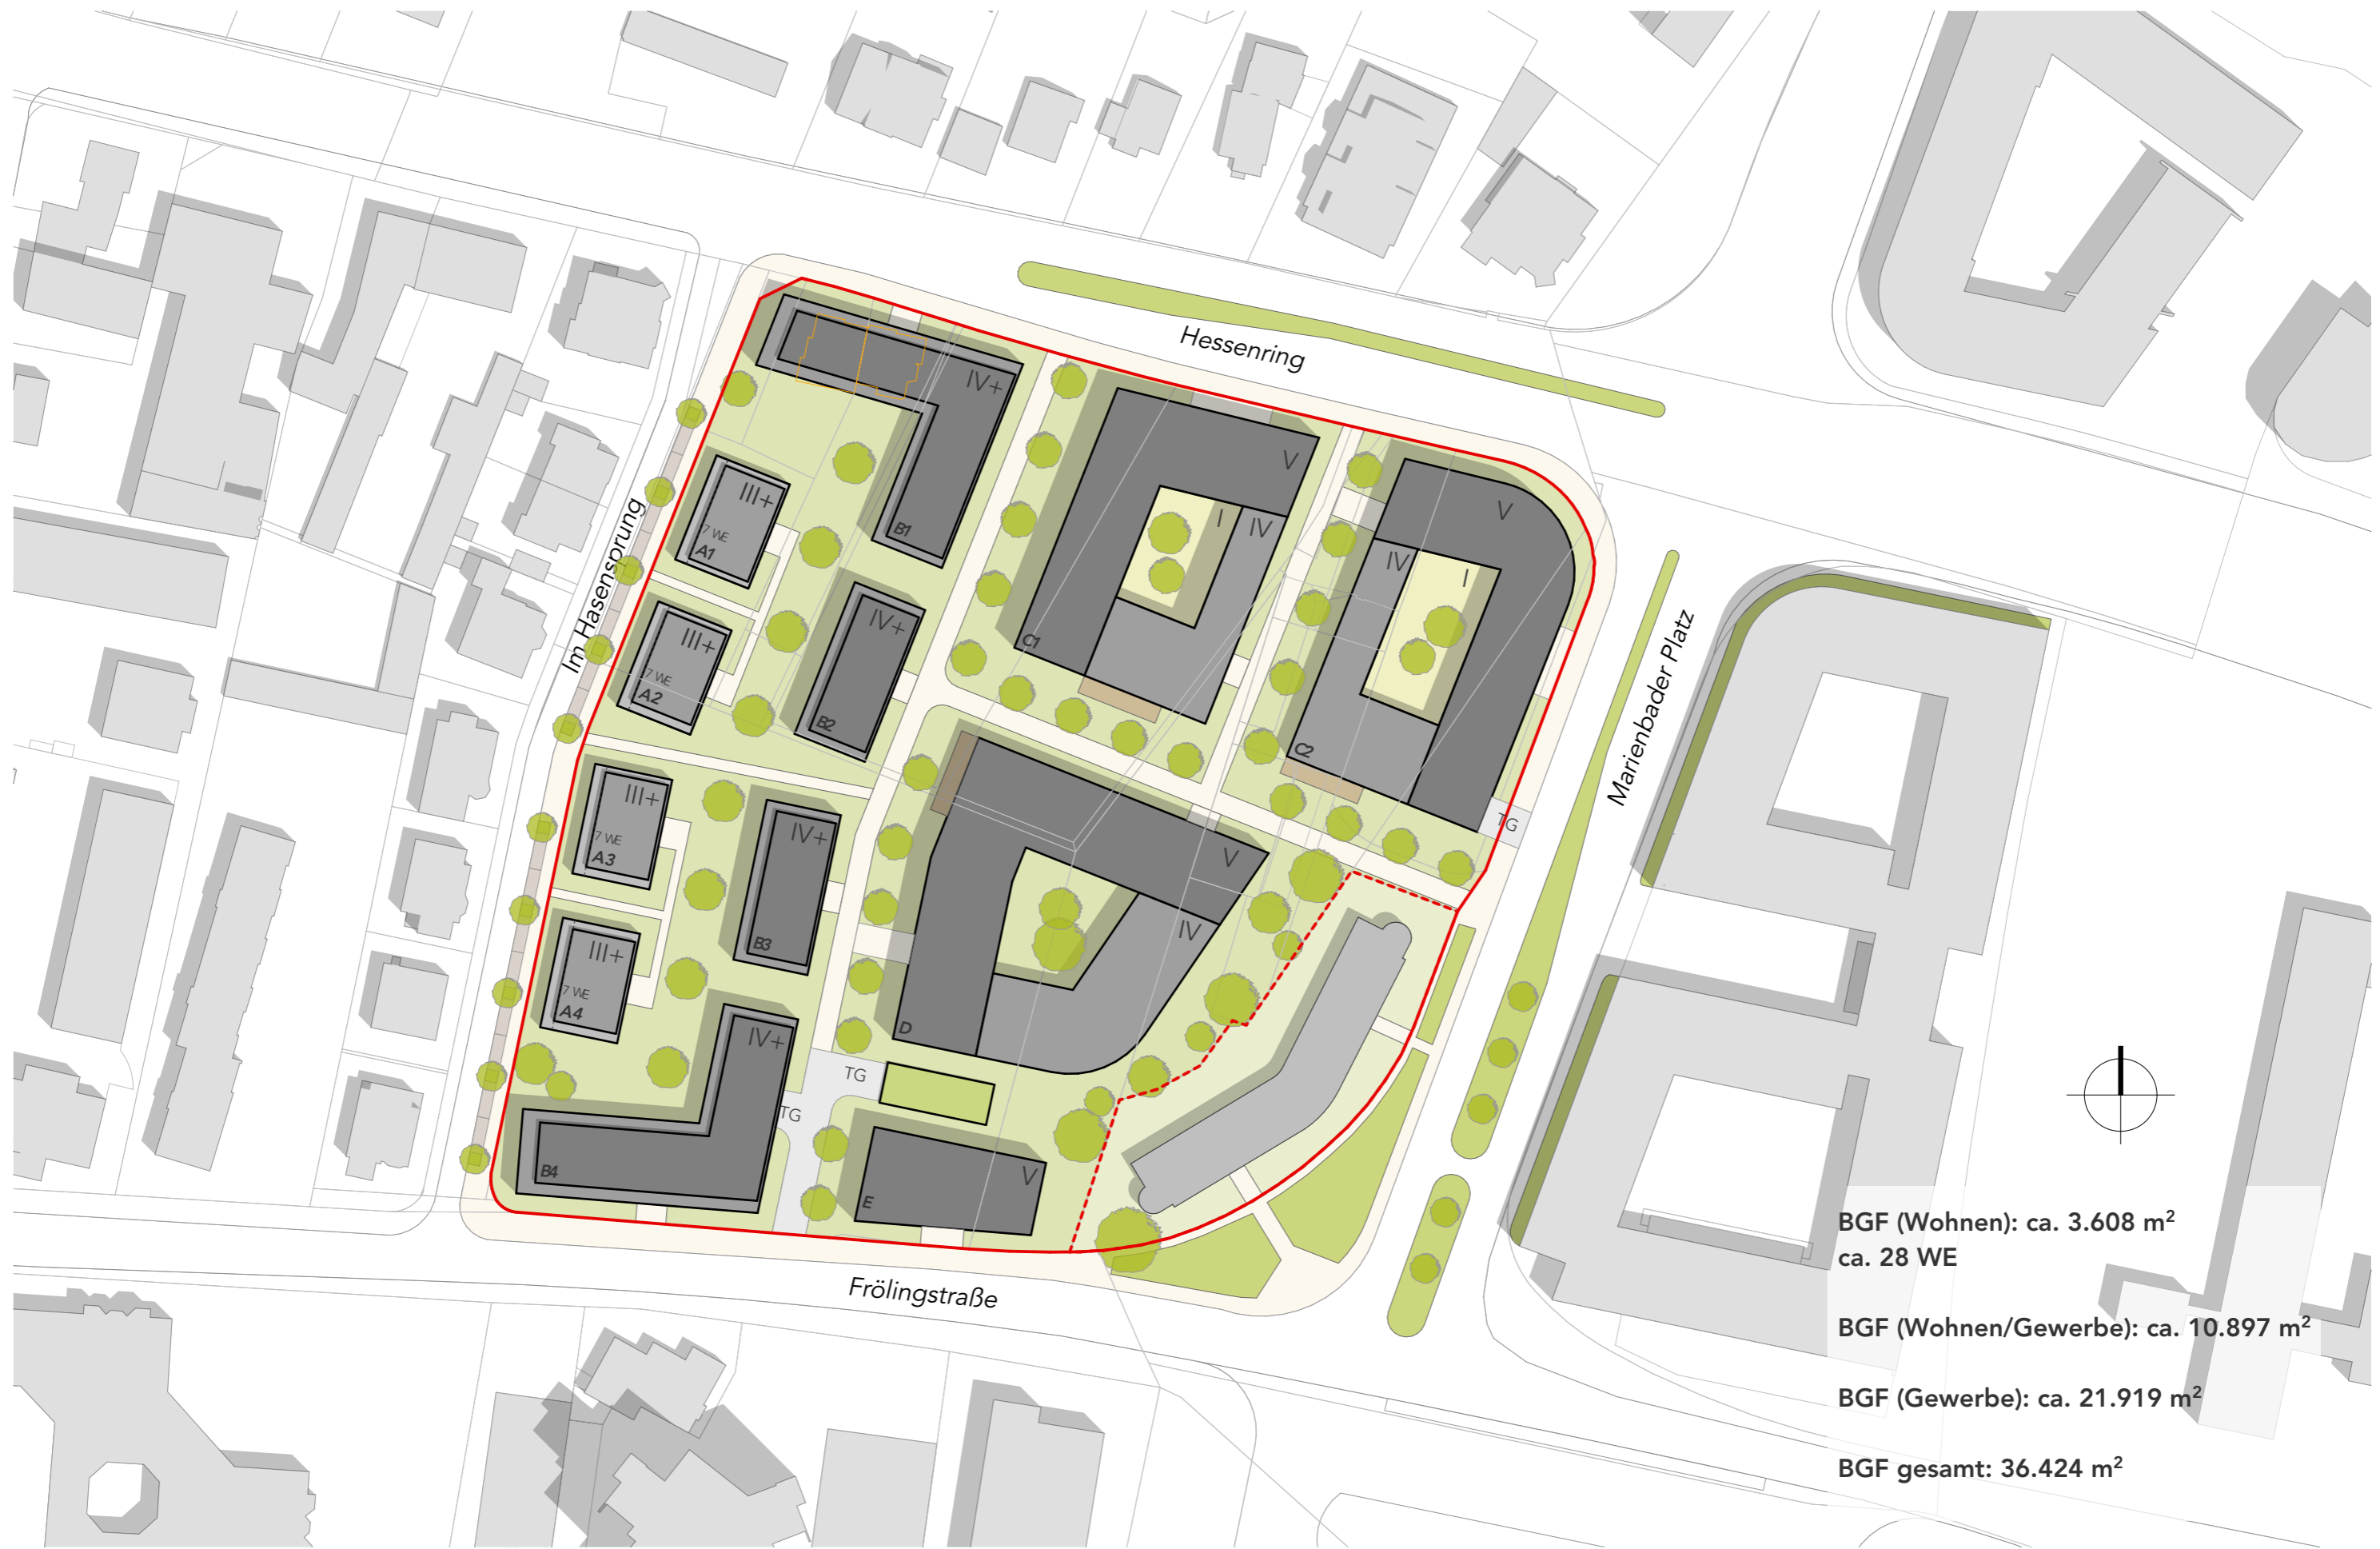 Hessenring
IV+
V
III+
V
7 WE
A1
B1
I
IV
IV
I
Im Hasensprung
III+
7 WE
A2
IV+
B2
C1
C2
Marienbader Platz
III+
7 WE
A3
IV+
B3
TG
V
IV
III+
7 WE
A4
D
IV+
TG
TG
B4
E
V
Frölingstraße
BGF (Wohnen): ca. 3.608 m²
ca. 28 WE
BGF (Wohnen/Gewerbe): ca. 10.897 m²
BGF (Gewerbe): ca. 21.919 m²
BGF gesamt: 36.424 m²